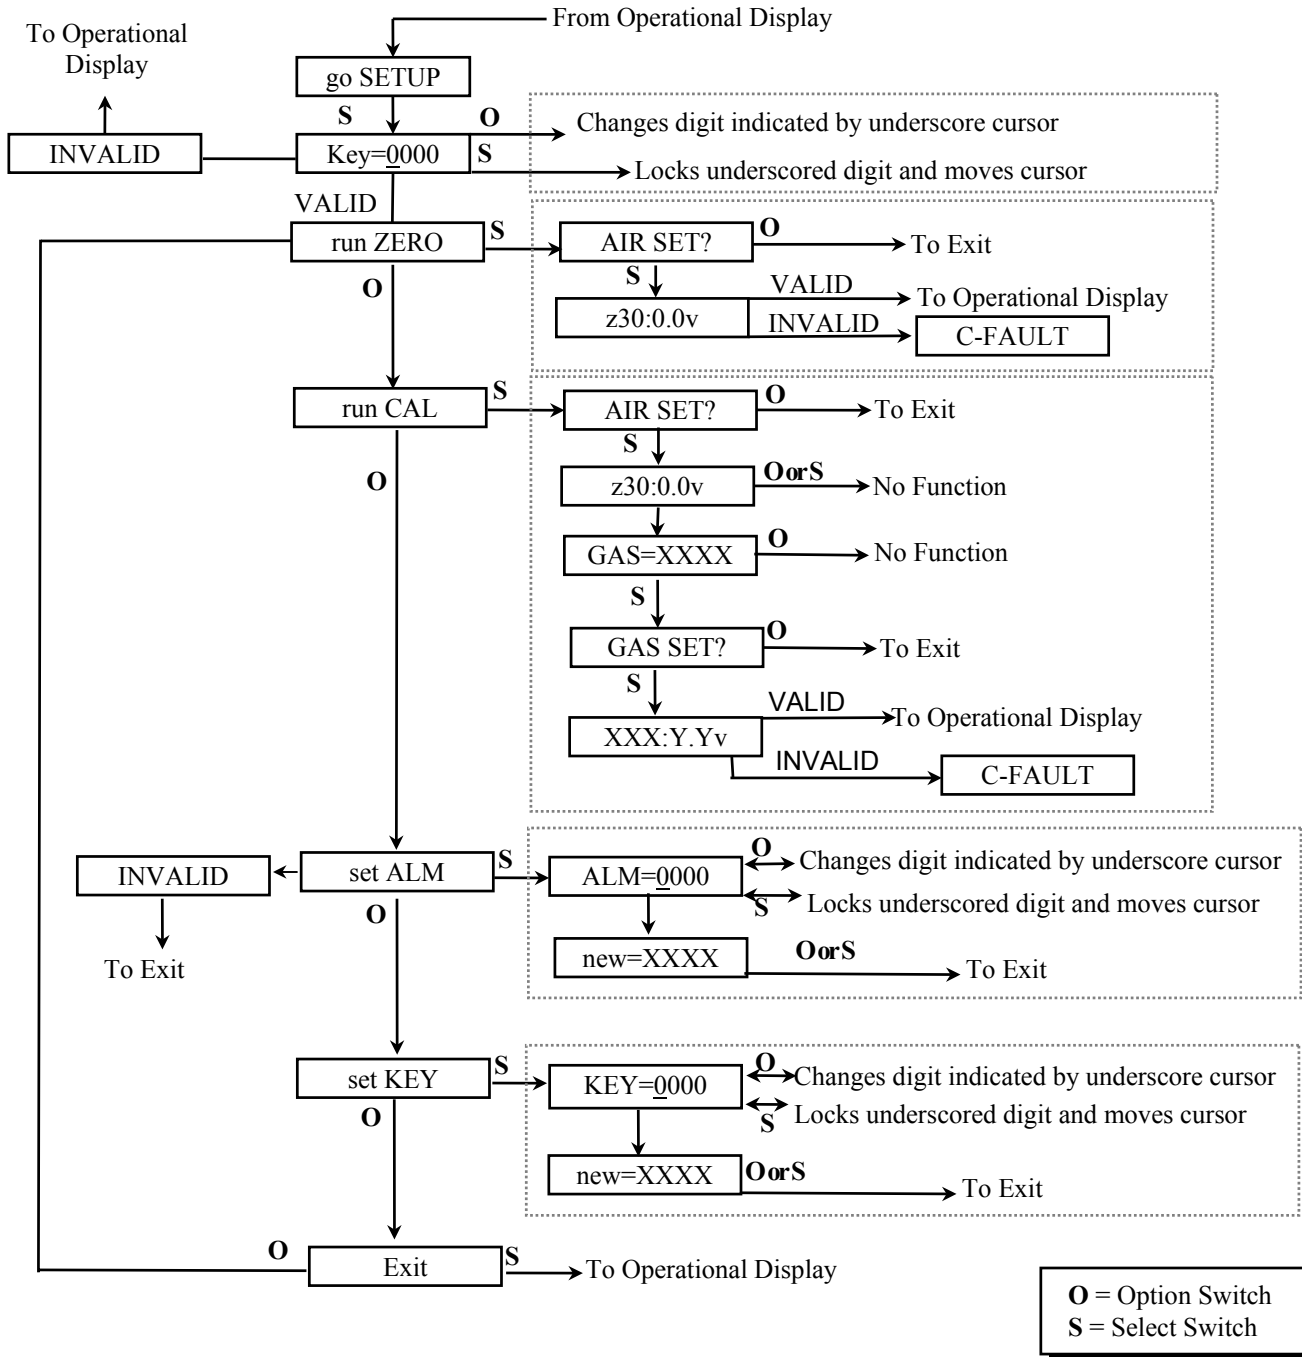 From Operational Display
To Operational
Display
go SETUP
S
O
Changes digit indicated by underscore cursor
INVALID
Key=0000
S
Locks underscored digit and moves cursor
VALID
run ZERO
S
AIR SET?
O
To Exit
O
S
VALID
z30:0.0v
To Operational Display
INVALID
C-FAULT
run CAL
S
AIR SET?
O
To Exit
S
O
z30:0.0v
OorS
No Function
GAS=XXXX
O
No Function
S
GAS SET?
O
To Exit
S
VALID
XXX:Y.Yv
To Operational Display
INVALID
C-FAULT
INVALID
set ALM
S
ALM=0000
O
Changes digit indicated by underscore cursor
S
Locks underscored digit and moves cursor
O
To Exit
new=XXXX
OorS
To Exit
set KEY
S
KEY=0000
O
Changes digit indicated by underscore cursor
S
Locks underscored digit and moves cursor
O
new=XXXX
OorS
To Exit
O
Exit
S
To Operational Display
O = Option Switch
S = Select Switch